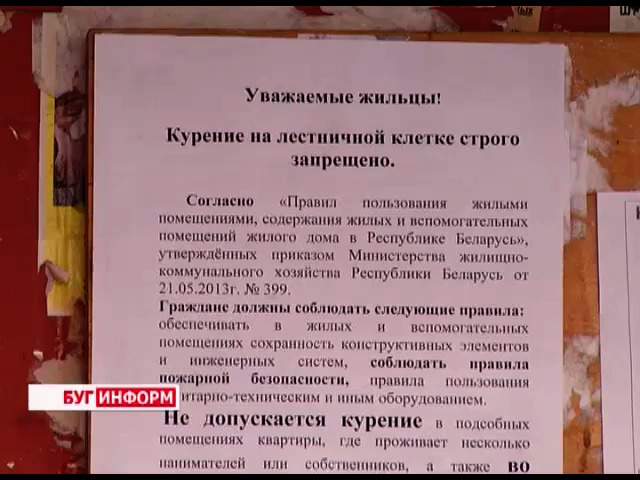 Уважаемые жильцы!
Курение на лестничной клетке строго
запрещено.
Согласно «Правил пользования жилыми
помещениями, содержания жилых и вспомогательных
помещений жилого дома в Республике Беларусь»,
утверждённых приказом Министерства жилищно-
коммунального хозяйства Республики Беларусь от
21.05.2013г. № 399.
Граждане должны соблюдать следующие правила:
обеспечивать в жилых и вспомогательных
помещениях сохранность конструктивных элементов
и инженерных систем, соблюдать правила
пожарной безопасности, правила пользования
итарно-техническим и иным оборудованием.
Не допускается курение в подсобных
помещениях квартиры, где проживает несколько
нанимателей или собственников, а также во
БУГИНФОРМ